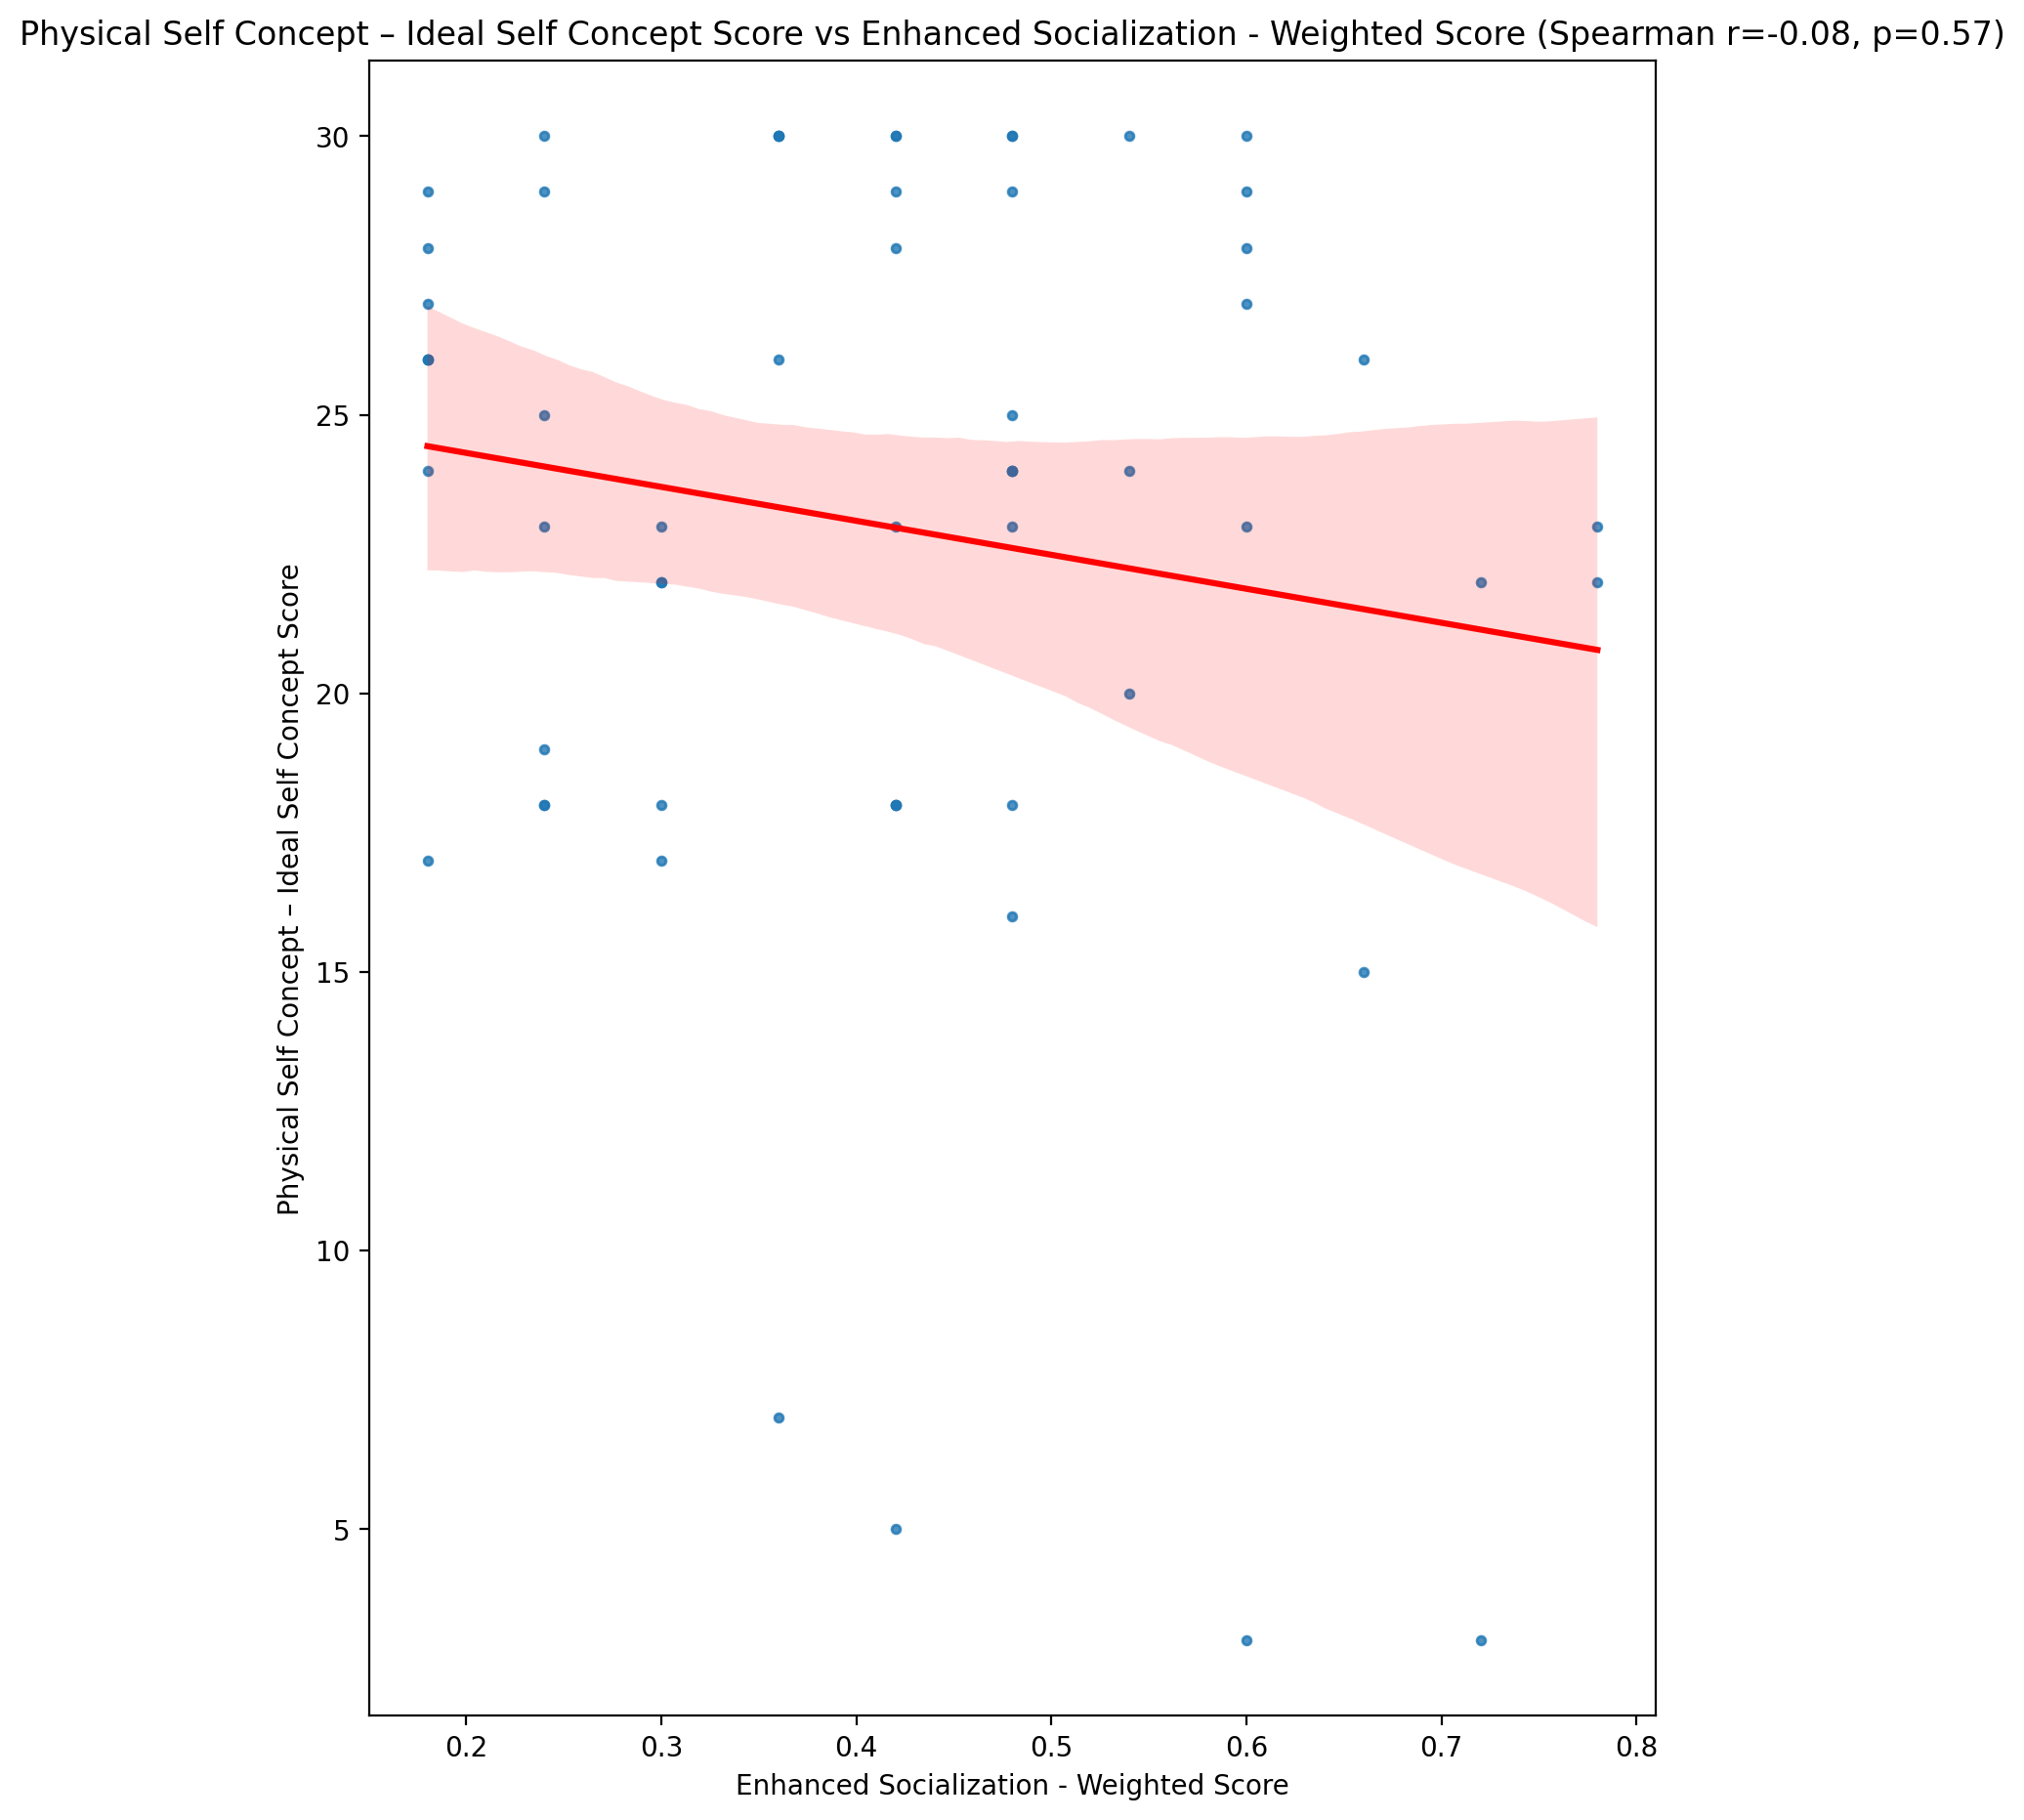 Physical Self Concept – Ideal Self Concept Score vs Enhanced Socialization - Weighted Score (Spearman r=-0.08, p=0.57)
Physical Self Concept – Ideal Self Concept Score
30
25
20
15
10
5
0.2 0.3 0.4 0.5 0.6 0.7 0.8
Enhanced Socialization - Weighted Score